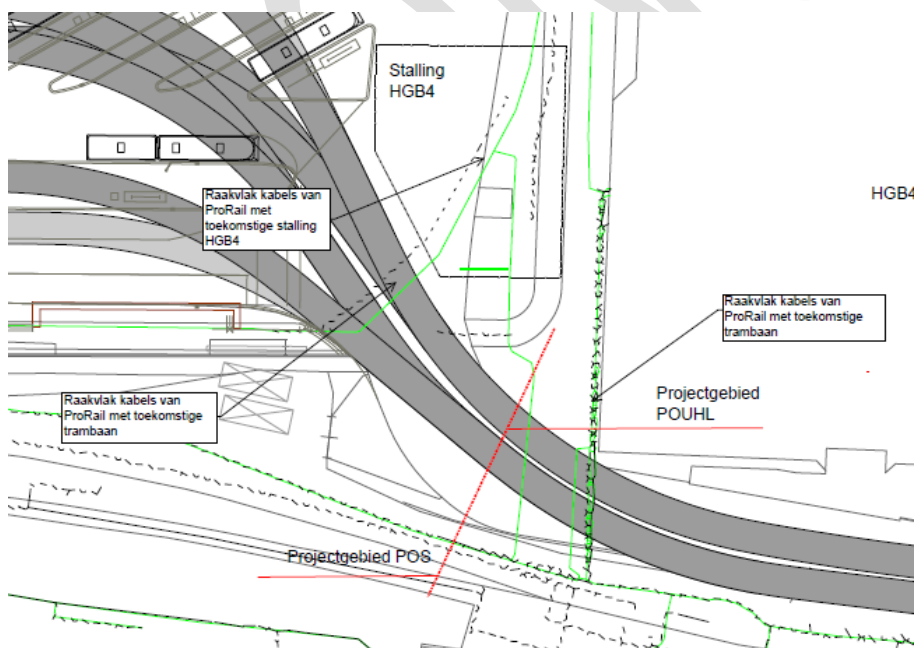 Stalling
HGB4
Raakvlak kabels van
ProRail met
toekomstige stalling
HGB4
HGB4
Raakvlak kabels van
ProRail met toekomstige
trambaan
Projectgebied
POUHL
Raakvlak kabels van
ProRail met toekomstige
trambaan
Projectgebied POS